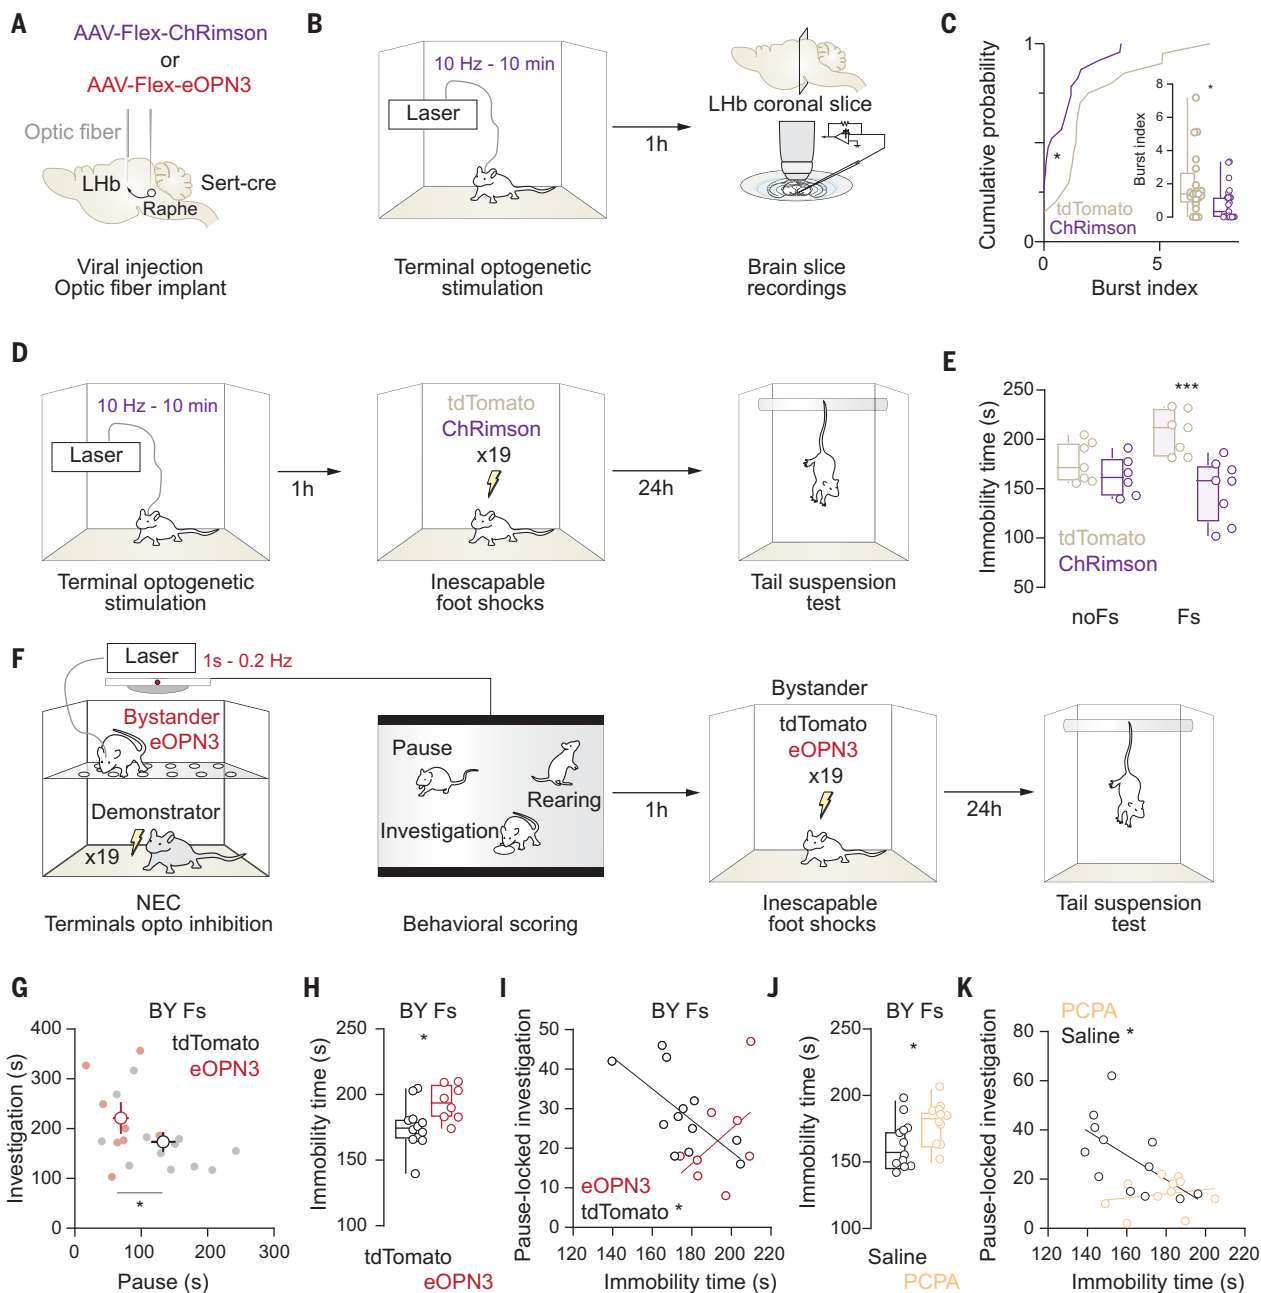 A
AAV-Flex-ChRimson
or
AAV-Flex-eOPN3
Optic fiber
LHb
Sert-cre
Raphe
Viral injection
Optic fiber implant
B
10 Hz - 10 min
Laser
1h
LHb coronal slice
Terminal optogenetic
stimulation
Brain slice
recordings
C
Cumulative probability
1
0
0
5
Burst index
*
tdTomato
ChRimson
Burst index
8
6
4
2
0
*
D
10 Hz - 10 min
Laser
1h
tdTomato
ChRimson
x19
24h
Terminal optogenetic
stimulation
Inescapable
foot shocks
Tail suspension
test
E
Immobility time (s)
250
200
150
100
50
***
tdTomato
ChRimson
noFs
Fs
F
Laser
1s - 0.2 Hz
Bystander
eOPN3
Demonstrator
x19
NEC
Terminals opto inhibition
Pause
Rearing
Investigation
Behavioral scoring
1h
Bystander
tdTomato
eOPN3
x19
24h
Inescapable
foot shocks
Tail suspension
test
G
BY Fs
tdTomato
eOPN3
Investigation (s)
400
300
200
100
0
*
0
100
200
300
Pause (s)
H
BY Fs
Immobility time (s)
250
200
150
100
*
tdTomato
eOPN3
I
BY Fs
Pause-locked investigation
50
40
30
20
10
0
eOPN3
tdTomato *
120 140 160 180 200 220
Immobility time (s)
J
BY Fs
Immobility time (s)
250
200
150
100
*
Saline
PCPA
K
PCPA
Saline *
Pause-locked investigation
80
60
40
20
0
120 140 160 180 200 220
Immobility time (s)